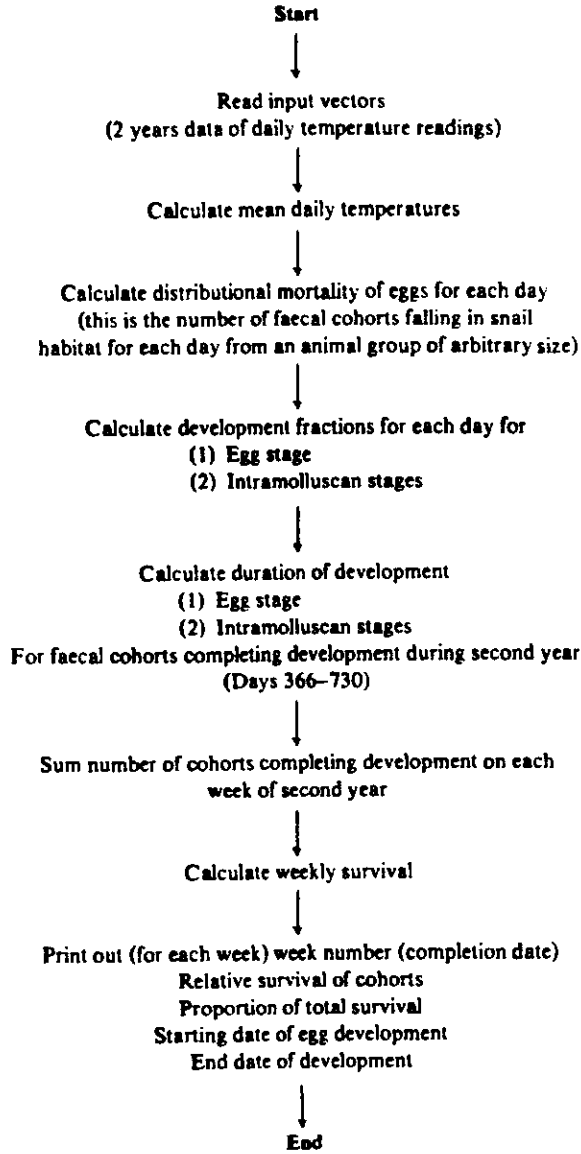 Start
Read input vectors
(2 years data of daily temperature readings)
Calculate mean daily temperatures
Calculate distributional mortality of eggs for each day
(this is the number of faecal cohorts falling in snail
habitat for each day from an animal group of arbitrary size)
Calculate development fractions for each day for
(1) Egg stage
(2) Intramolluscan stages
Calculate duration of development
(1) Egg stage
(2) Intramolluscan stages
For faecal cohorts completing development during second year
(Days 366–730)
Sum number of cohorts completing development on each
week of second year
Calculate weekly survival
Print out (for each week) week number (completion date)
Relative survival of cohorts
Proportion of total survival
Starting date of egg development
End date of development
End